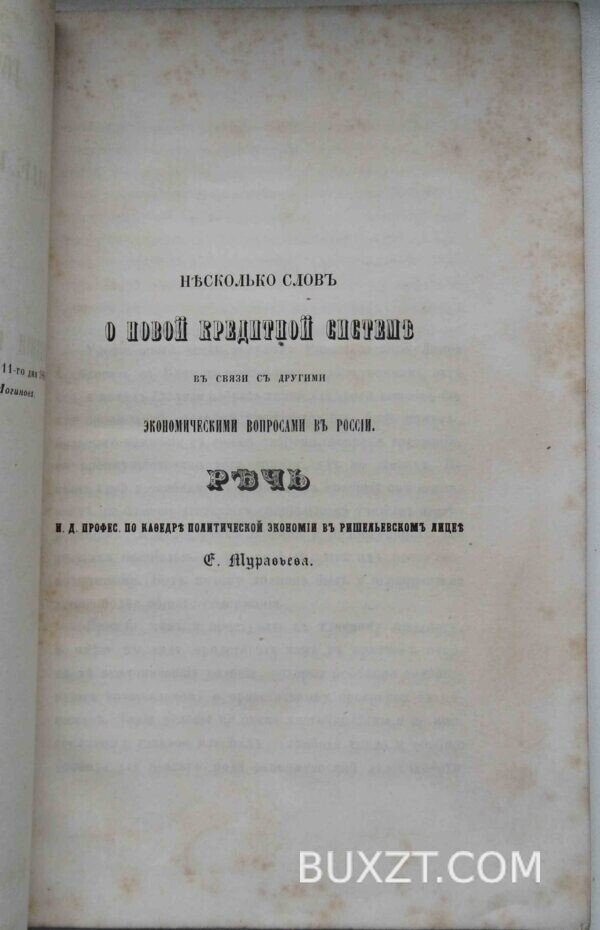 НѢСКОЛЬКО СЛОВЪ
О НОВОЙ КРЕДИТНОЙ СИСТЕМѢ
ВЪ СВЯЗИ СЪ ДРУГИМИ
ЭКОНОМИЧЕСКИМИ ВОПРОСАМИ ВЪ РОССІИ.
РѢЧЬ
И. Д. ПРОФЕС. ПО КАФЕДРѢ ПОЛИТИЧЕСКОЙ ЭКОНОМІИ ВЪ РИШЕЛЬЕВСКОМЪ ЛИЦЕѢ
Е. Муравьева.
11-го дня
BUXZT.COM